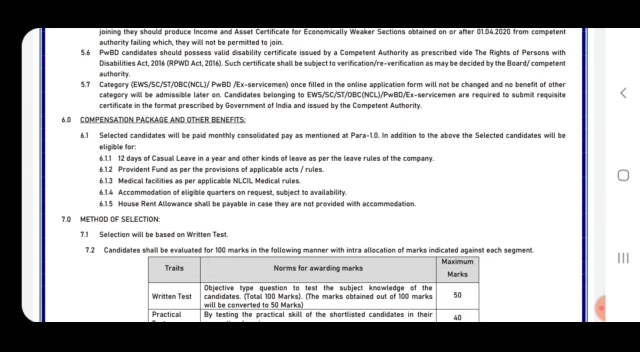 joining they should produce Income and Asset Certificate for Economically Weaker Sections obtained on or after 01.04.2020 from competent
authority failing which, they will not be permitted to join.
5.6 PwBD candidates should possess valid disability certificate issued by a Competent Authority as prescribed vide The Rights of Persons with
Disabilities Act, 2016 (RPWD Act, 2016). Such certificate shall be subject to verification/re-verification as may be decided by the Board/ competent
authority.
5.7 Category (EWS/SC/ST/OBC(NCL)/ PwBD /Ex-servicemen) once filled in the online application form will not be changed and no benefit of other
category will be admissible later on. Candidates belonging to EWS/SC/ST/OBC(NCL)/PwBD/Ex-servicemen are required to submit requisite
certificate in the format prescribed by Government of India and issued by the Competent Authority.
6.0 COMPENSATION PACKAGE AND OTHER BENEFITS:
6.1 Selected candidates will be paid monthly consolidated pay as mentioned at Para-1.0. In addition to the above the Selected candidates will be
eligible for:
6.1.1 12 days of Casual Leave in a year and other kinds of leave as per the leave rules of the company.
6.1.2 Provident Fund as per the provisions of applicable acts / rules.
6.1.3 Medical facilities as per applicable NLCIL Medical rules.
6.1.4 Accommodation of eligible quarters on request, subject to availability.
6.1.5 House Rent Allowance shall be payable in case they are not provided with accommodation.
7.0 METHOD OF SELECTION:
7.1 Selection will be based on Written Test.
7.2 Candidates shall be evaluated for 100 marks in the following manner with intra allocation of marks indicated against each segment.
Traits Norms for awarding marks Maximum
Marks
Objective type question to test the subject knowledge of the
Written Test candidates. (Total 100 Marks). (The marks obtained out of 100 marks 50
will be converted to 50 Marks)
Practical By testing the practical skill of the shortlisted candidates in their 40